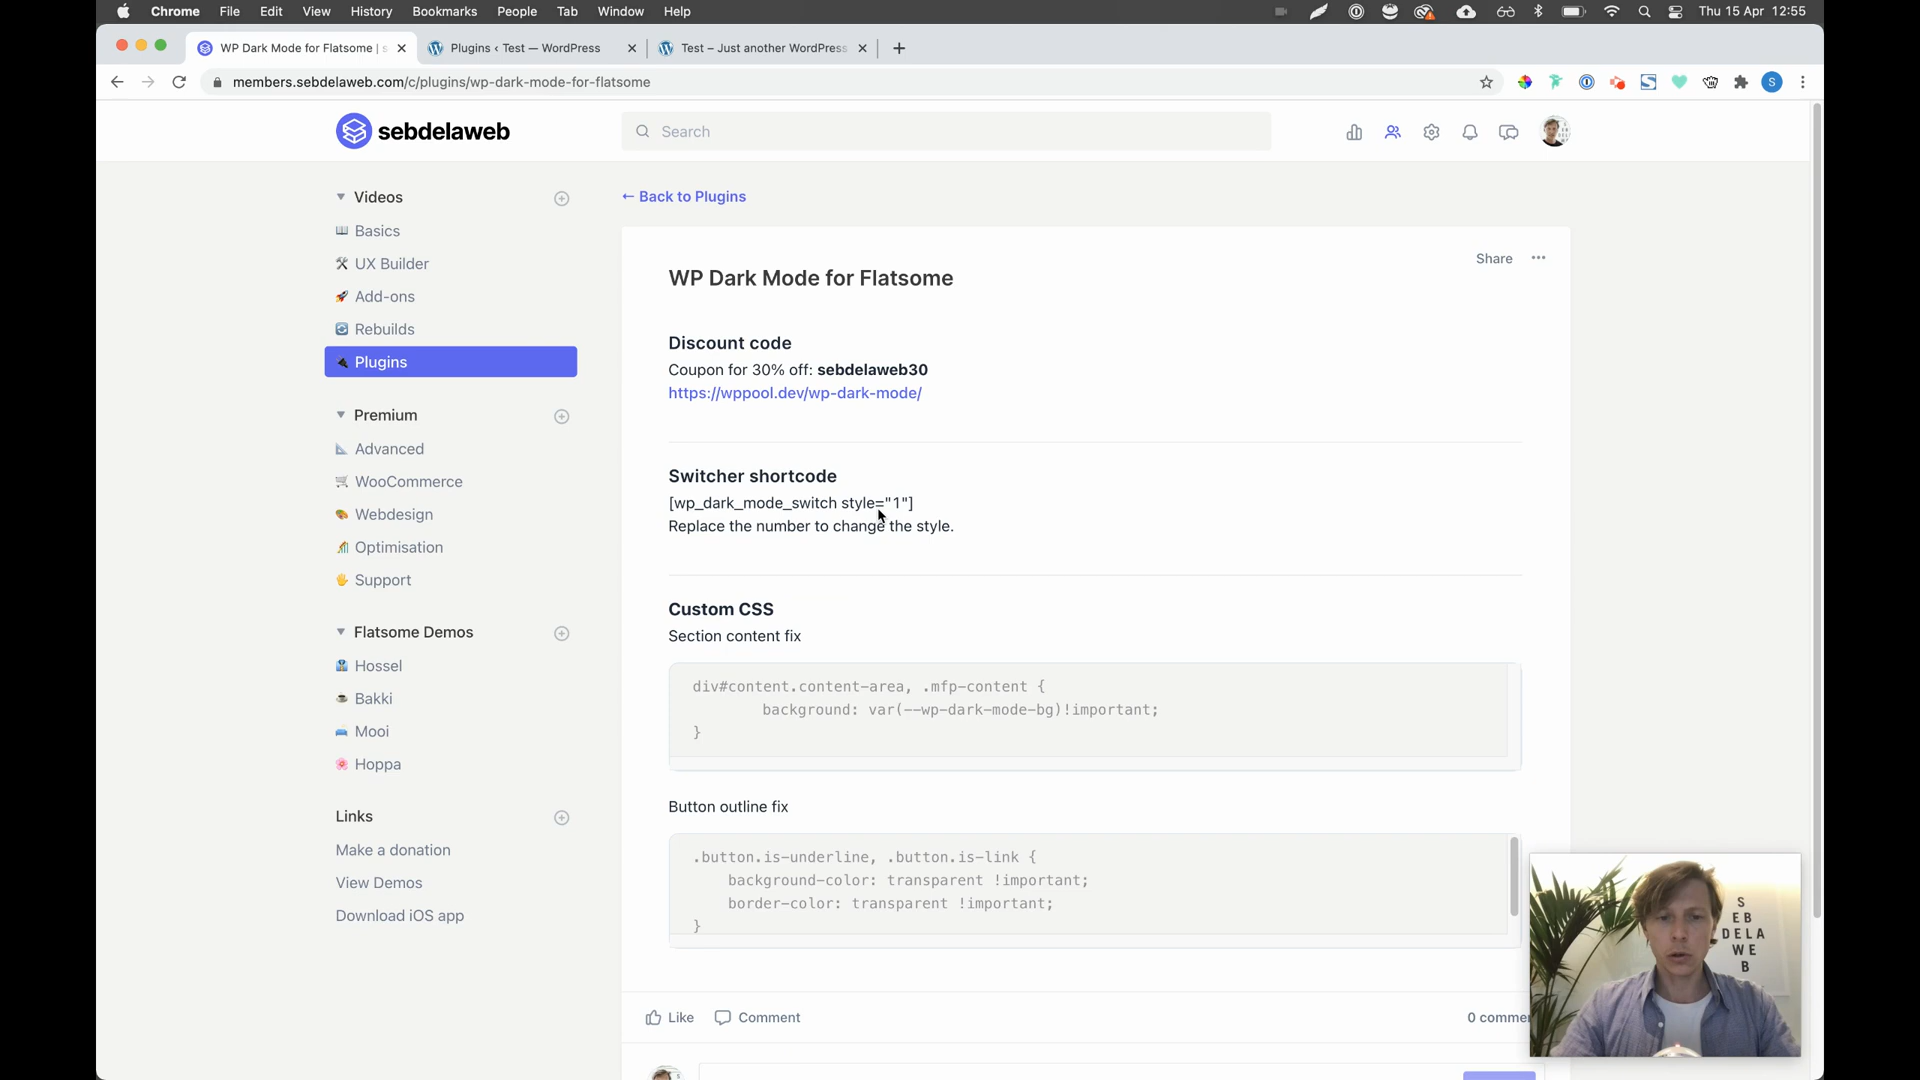 Chrome File Edit View History Bookmarks People Tab Window Help Thu 15 Apr 12:55
WP Dark Mode for Flatsome | s Plugins ‹ Test — WordPress Test – Just another WordPress
members.sebdelaweb.com/c/plugins/wp-dark-mode-for-flatsome S
sebdelaweb
Search
Videos
Basics
UX Builder
Add-ons
Rebuilds
Plugins
Premium
Advanced
WooCommerce
Webdesign
Optimisation
Support
Flatsome Demos
Hossel
Bakki
Mooi
Hoppa
Links
Make a donation
View Demos
Download iOS app
← Back to Plugins
Share
WP Dark Mode for Flatsome
Discount code
Coupon for 30% off: sebdelaweb30
https://wppool.dev/wp-dark-mode/
Switcher shortcode
[wp_dark_mode_switch style="1"]
Replace the number to change the style.
Custom CSS
Section content fix
div#content.content-area, .mfp-content {
background: var(--wp-dark-mode-bg)!important;
}
Button outline fix
.button.is-underline, .button.is-link {
background-color: transparent !important;
border-color: transparent !important;
}
Like Comment
0 commen
S
EB
DELA
WE
B